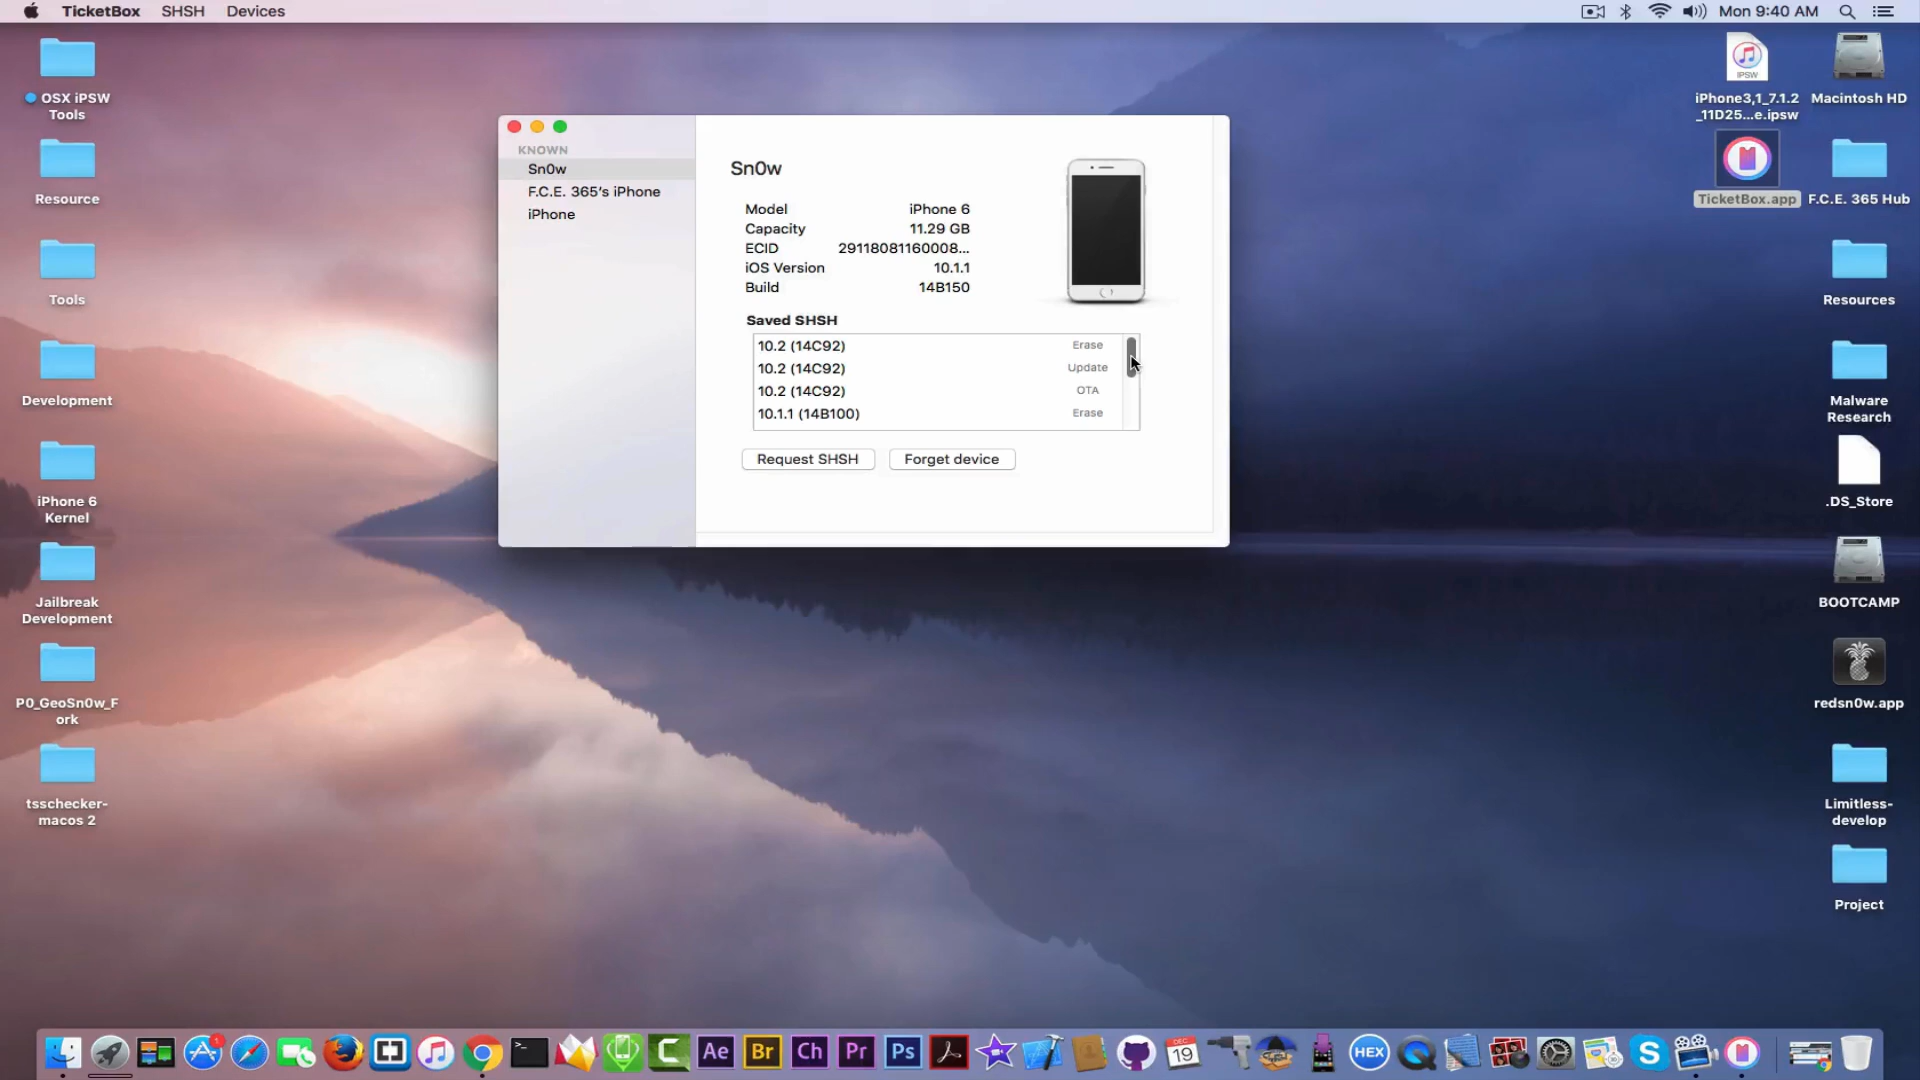 TicketBox SHSH Devices Mon 9:40 AM
OSX iPSW
Tools
Resource
Tools
Development
iPhone 6
Kernel
Jailbreak
Development
P0_GeoSn0w_F
ork
tsschecker-
macos 2
KNOWN
Sn0w
F.C.E. 365's iPhone
iPhone
Sn0w
Model iPhone 6
Capacity 11.29 GB
ECID 29118081160008...
iOS Version 10.1.1
Build 14B150
Saved SHSH
10.2 (14C92) Erase
10.2 (14C92) Update
10.2 (14C92) OTA
10.1.1 (14B100) Erase
Request SHSH Forget device
IPSW
iPhone3,1_7.1.2
_11D25...e.ipsw
Macintosh HD
TicketBox.app
F.C.E. 365 Hub
Resources
Malware
Research
.DS_Store
BOOTCAMP
redsn0w.app
Limitless-
develop
Project
1
>_
Ae Br Ch Pr Ps
DEC
19
HEX
S